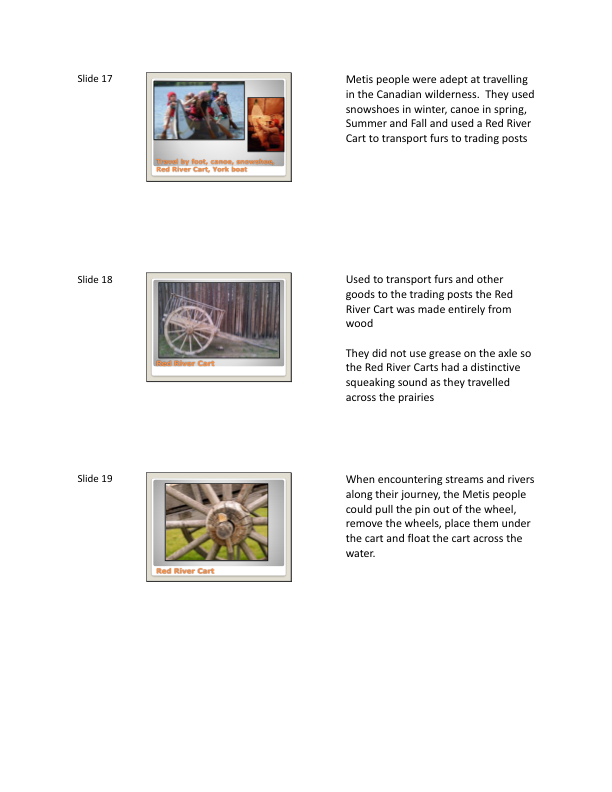 Slide 17
Travel by foot, canoe, snowshoe,
Red River Cart, York boat
Metis people were adept at travelling
in the Canadian wilderness. They used
snowshoes in winter, canoe in spring,
Summer and Fall and used a Red River
Cart to transport furs to trading posts
Slide 18
Red River Cart
Used to transport furs and other
goods to the trading posts the Red
River Cart was made entirely from
wood
They did not use grease on the axle so
the Red River Carts had a distinctive
squeaking sound as they travelled
across the prairies
Slide 19
Red River Cart
When encountering streams and rivers
along their journey, the Metis people
could pull the pin out of the wheel,
remove the wheels, place them under
the cart and float the cart across the
water.